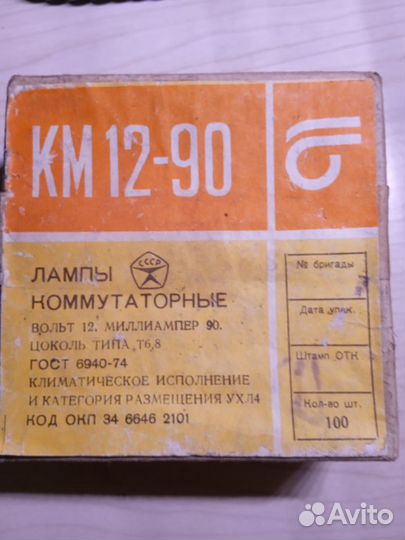 КМ 12-90
ЛАМПЫ
СССР
КОММУТАТОРНЫЕ
ВОЛЬТ 12. МИЛЛИАМПЕР 90.
ЦОКОЛЬ ТИПА Т6,8
ГОСТ 6940-74
КЛИМАТИЧЕСКОЕ ИСПОЛНЕНИЕ
И КАТЕГОРИЯ РАЗМЕЩЕНИЯ УХЛ4
КОД ОКП 34 6646 2101
№ бригады
Дата упак.
Штамп ОТК
Кол-во шт.
100
Avito